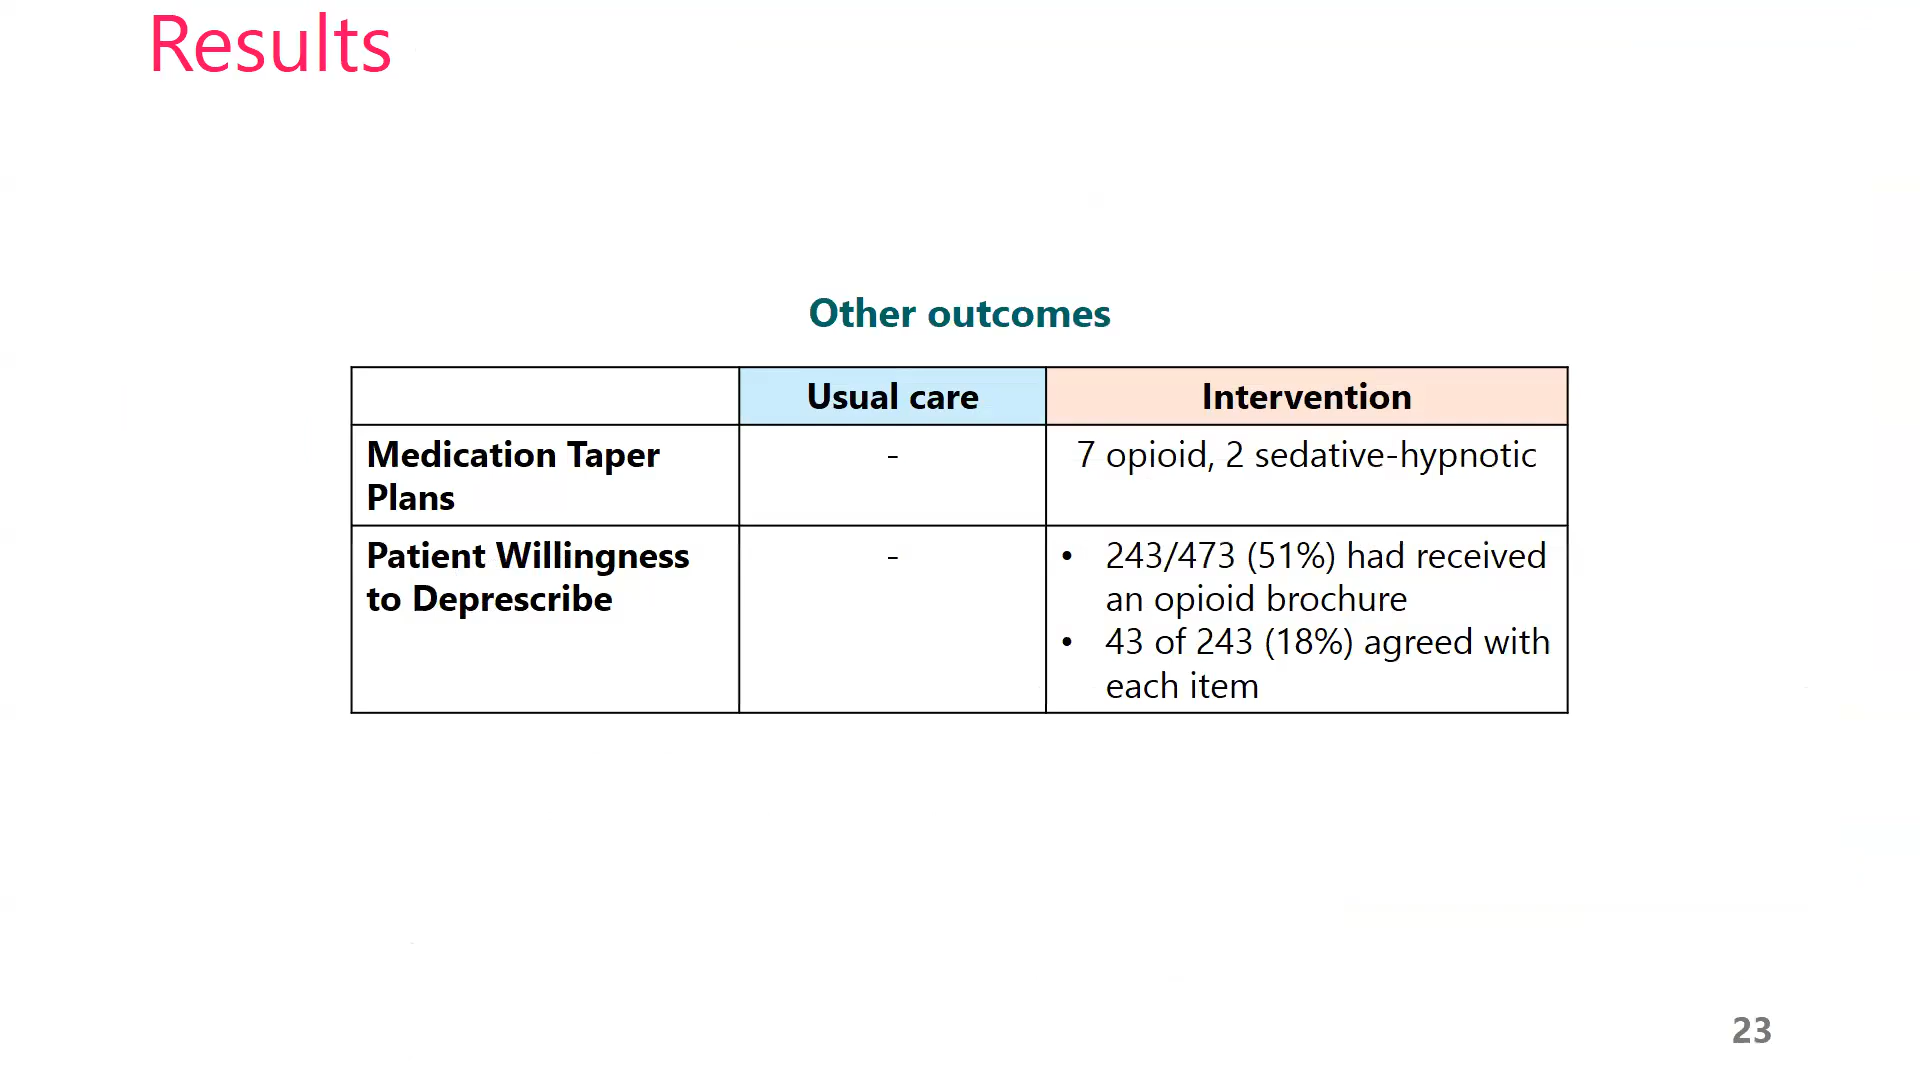 Results
Other outcomes
Usual care
Intervention
Medication Taper
Plans
-
7 opioid, 2 sedative-hypnotic
Patient Willingness
to Deprescribe
-
• 243/473 (51%) had received
an opioid brochure
• 43 of 243 (18%) agreed with
each item
23